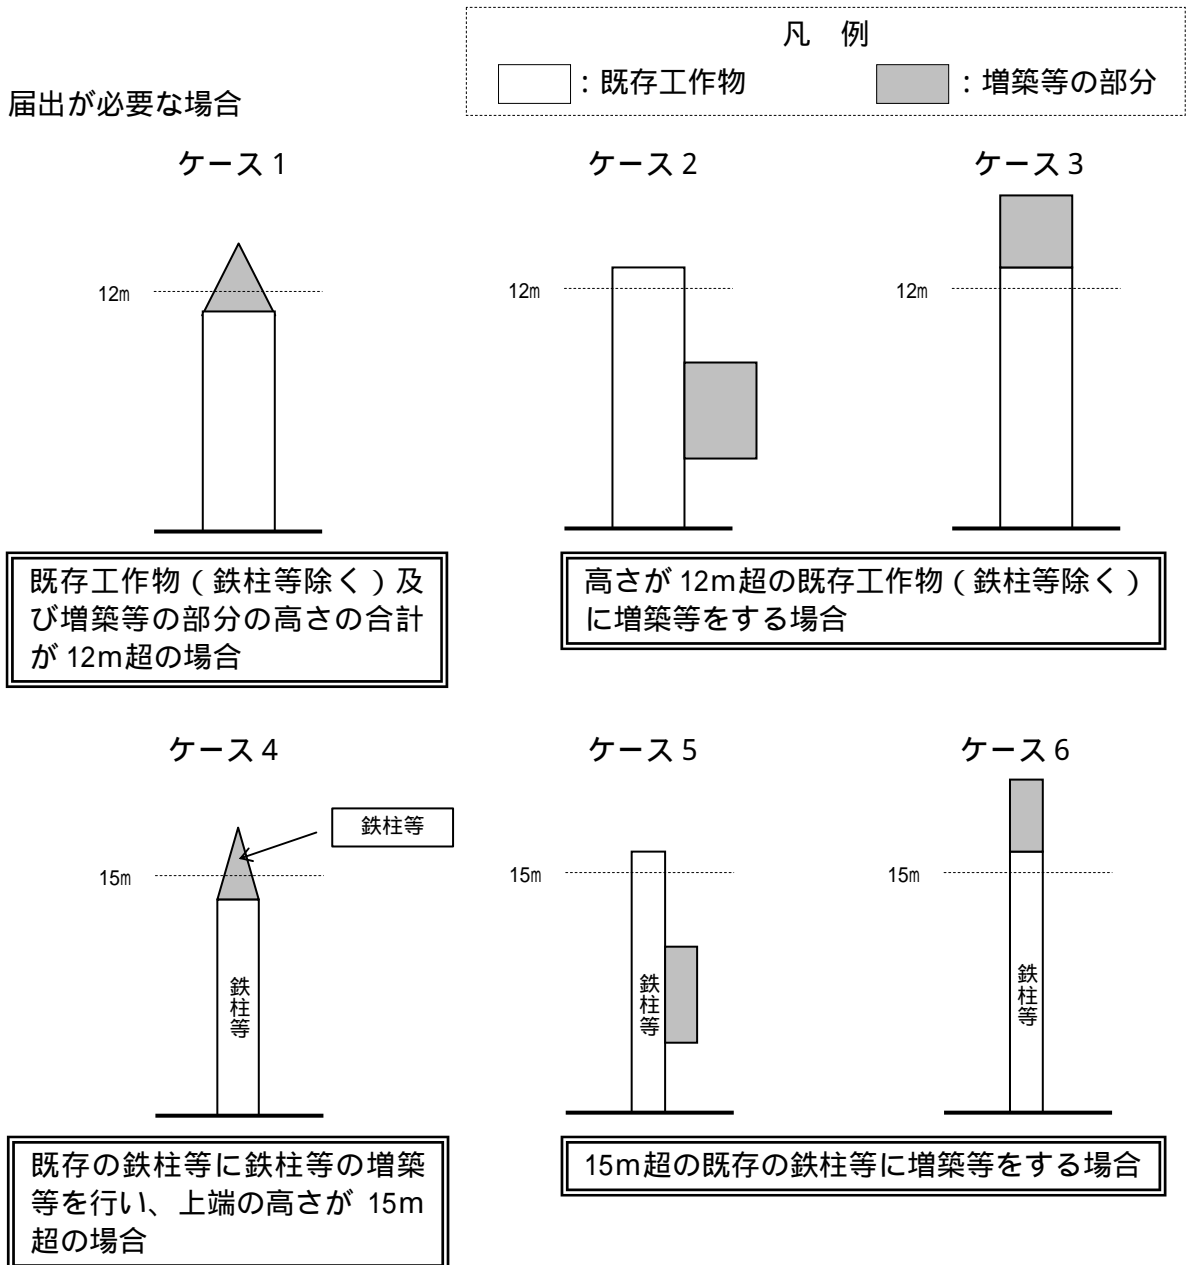 凡 例
：既存工作物 ：増築等の部分
届出が必要な場合
ケース１ ケース２ ケース３
12m 12m 12m
既存工作物（鉄柱等除く）及
び増築等の部分の高さの合計
が 12m超の場合
高さが 12m超の既存工作物（鉄柱等除く）
に増築等をする場合
ケース４ ケース５ ケース６
鉄柱等
15m 15m 15m
鉄柱等 鉄柱等 鉄柱等
既存の鉄柱等に鉄柱等の増築
等を行い、上端の高さが 15m
超の場合
15m超の既存の鉄柱等に増築等をする場合